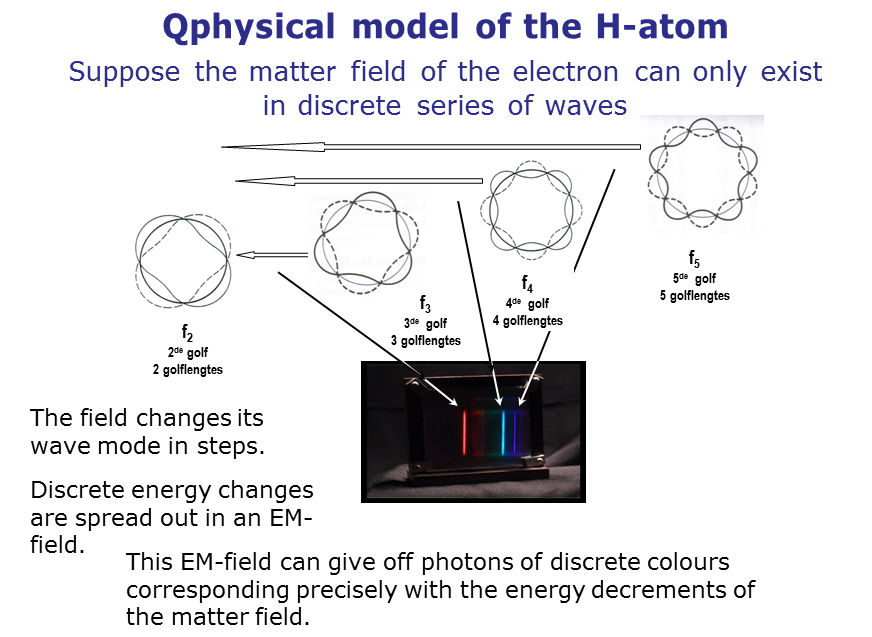 Qphysical model of the H-atom
Suppose the matter field of the electron can only exist
in discrete series of waves
f2
2de golf
2 golflengtes
f3
3de golf
3 golflengtes
f4
4de golf
4 golflengtes
f5
5de golf
5 golflengtes
The field changes its
wave mode in steps.
Discrete energy changes
are spread out in an EM-
field.
This EM-field can give off photons of discrete colours
corresponding precisely with the energy decrements of
the matter field.